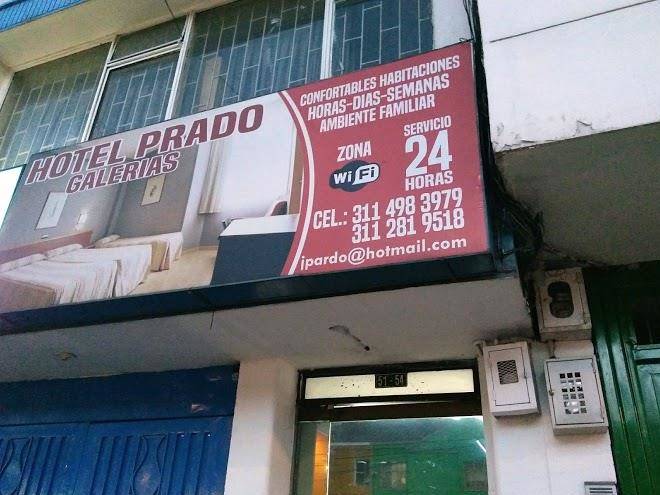 HOTEL PRADO
GALERIAS
CONFORTABLES HABITACIONES
HORAS-DIAS-SEMANAS
AMBIENTE FAMILIAR
ZONA
Wi Fi
SERVICIO
24
HORAS
CEL.: 311 498 3979
311 281 9518
jpardo@hotmail.com
51-54